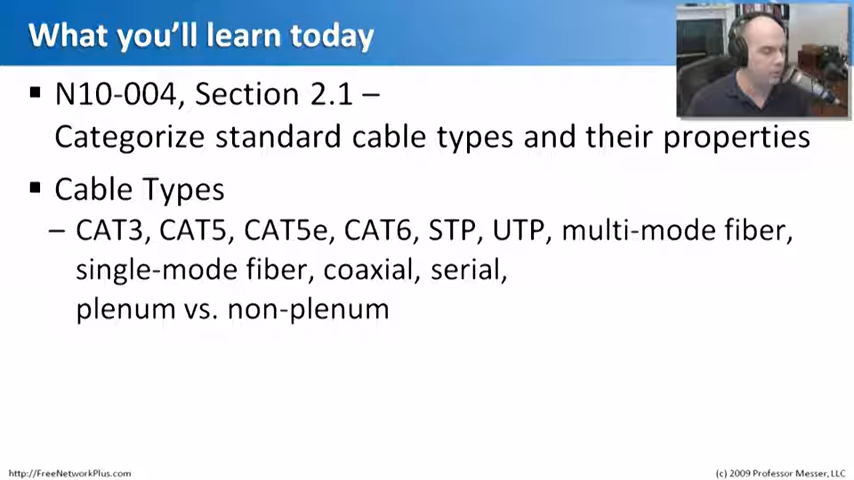 What you'll learn today
▪ N10-004, Section 2.1 –
Categorize standard cable types and their properties
▪ Cable Types
– CAT3, CAT5, CAT5e, CAT6, STP, UTP, multi-mode fiber,
single-mode fiber, coaxial, serial,
plenum vs. non-plenum
http://FreeNetworkPlus.com
(c) 2009 Professor Messer, LLC